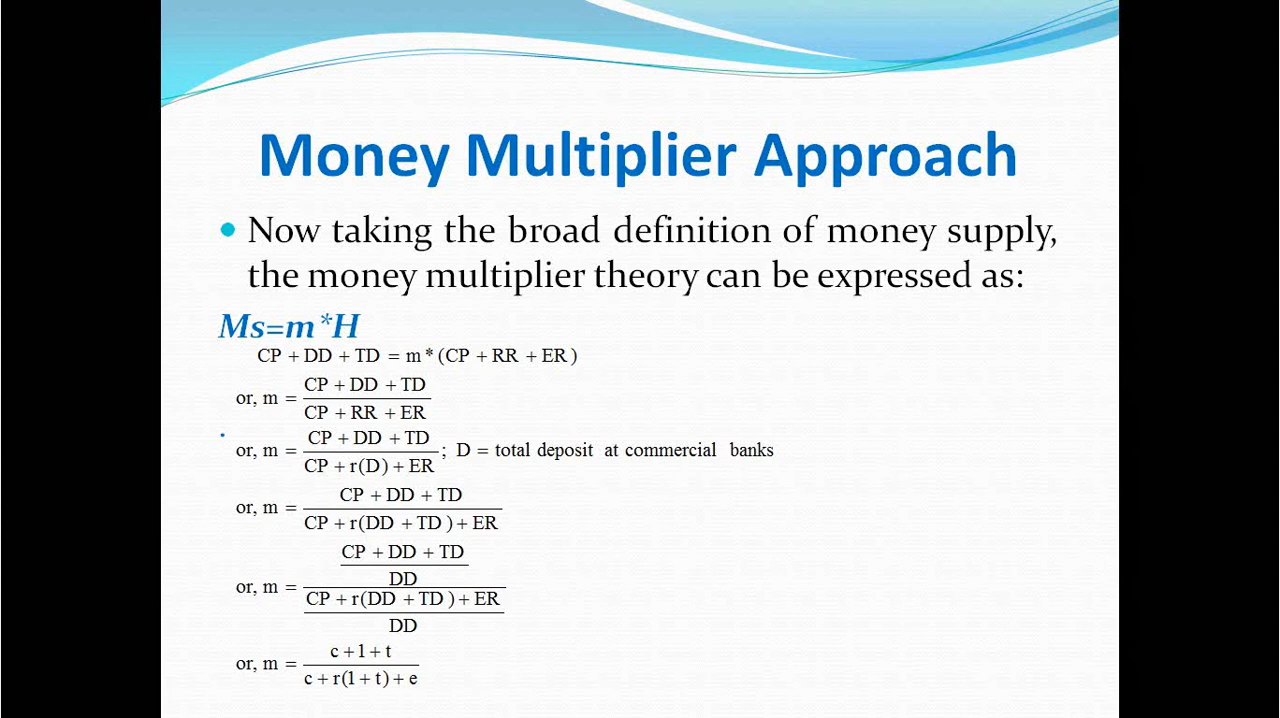 Money Multiplier Approach
• Now taking the broad definition of money supply,
the money multiplier theory can be expressed as:
Ms=m*H
CP + DD + TD = m * (CP + RR + ER)
or, m = (CP + DD + TD) / (CP + RR + ER)
or, m = (CP + DD + TD) / (CP + r(D) + ER) ; D = total deposit at commercial banks
or, m = (CP + DD + TD) / (CP + r(DD + TD) + ER)
or, m = ((CP + DD + TD) / DD) / ((CP + r(DD + TD) + ER) / DD)
or, m = (c + 1 + t) / (c + r(1 + t) + e)